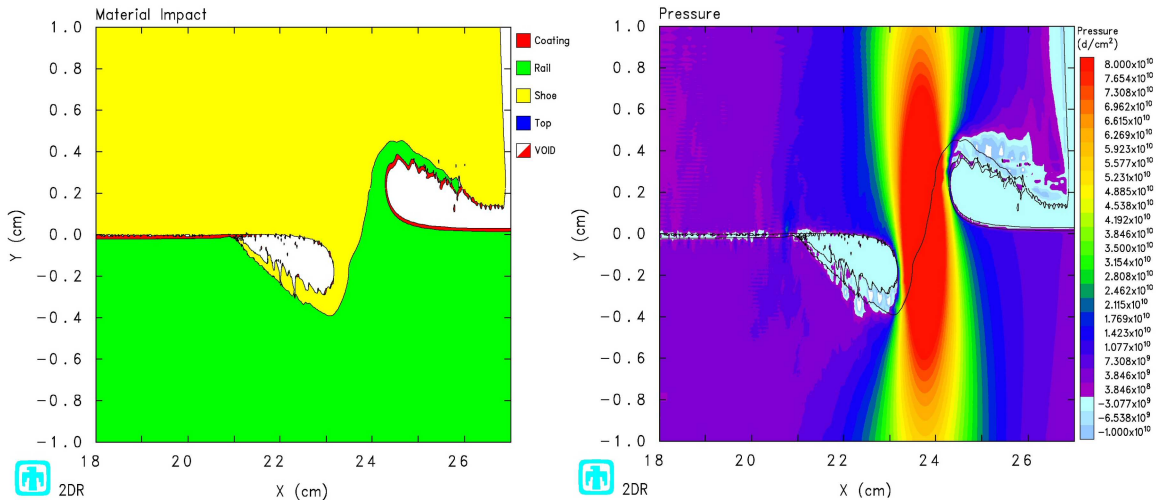 Material Impact
1.0
0.8
0.6
0.4
0.2
0.0
-0.2
-0.4
-0.6
-0.8
-1.0
Y (cm)
18
20
22
24
26
X (cm)
2DR
Coating
Rail
Shoe
Top
VOID
Pressure
1.0
0.8
0.6
0.4
0.2
0.0
-0.2
-0.4
-0.6
-0.8
-1.0
Y (cm)
18
20
22
24
26
X (cm)
2DR
Pressure
(d/cm²)
8.000x10¹⁰
7.654x10¹⁰
7.308x10¹⁰
6.962x10¹⁰
6.615x10¹⁰
6.269x10¹⁰
5.923x10¹⁰
5.577x10¹⁰
5.231x10¹⁰
4.885x10¹⁰
4.538x10¹⁰
4.192x10¹⁰
3.846x10¹⁰
3.500x10¹⁰
3.154x10¹⁰
2.808x10¹⁰
2.462x10¹⁰
2.115x10¹⁰
1.769x10¹⁰
1.423x10¹⁰
1.077x10¹⁰
7.308x10⁹
3.846x10⁸
-3.077x10⁹
-6.538x10⁹
-1.000x10¹⁰